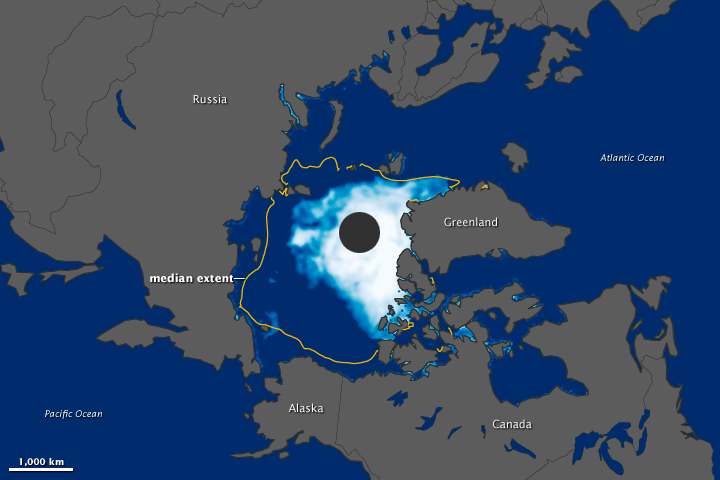 Russia
Atlantic Ocean
Greenland
median extent
Alaska
Pacific Ocean
Canada
1,000 km